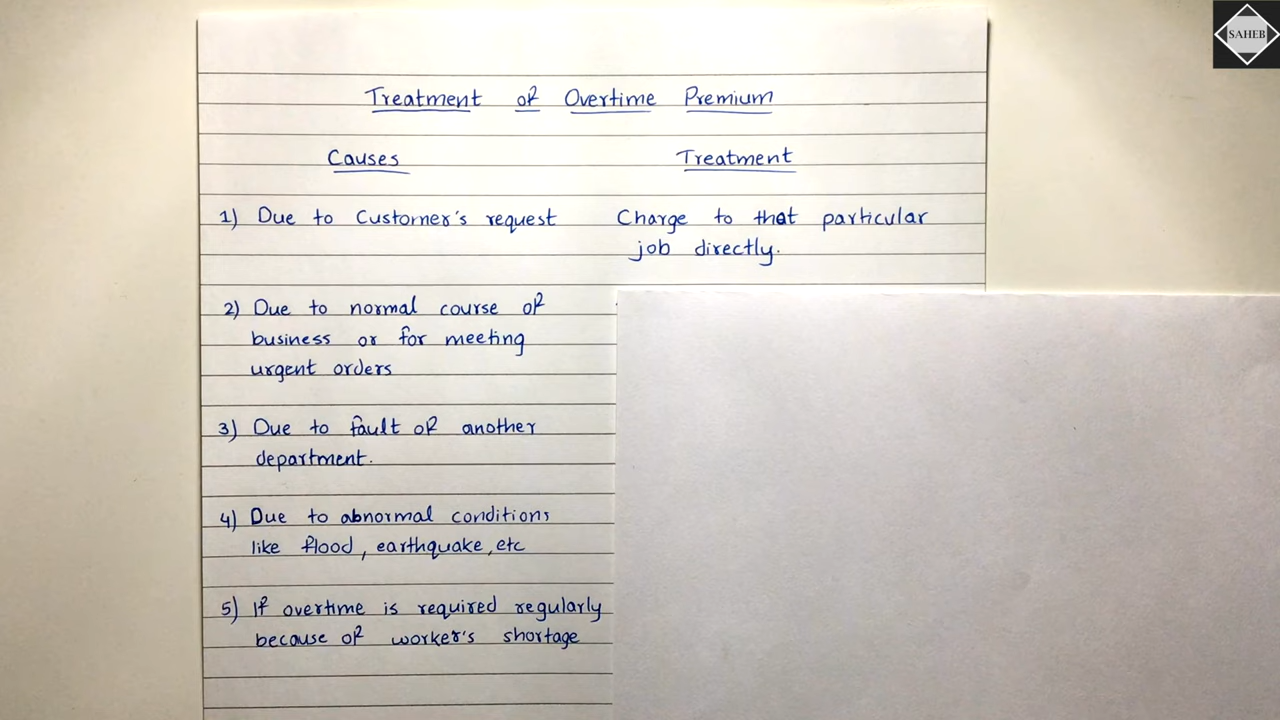 SAHEB
Treatment of Overtime Premium
Causes Treatment
1) Due to Customer's request Charge to that particular
job directly.
2) Due to normal course of
business or for meeting
urgent orders
3) Due to fault of another
department.
4) Due to abnormal conditions
like flood, earthquake, etc
5) If overtime is required regularly
because of worker's shortage